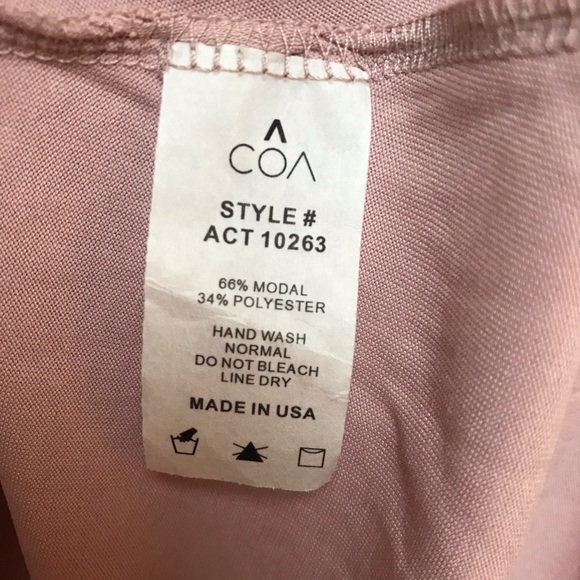 COA
STYLE #
ACT 10263
66% MODAL
34% POLYESTER
HAND WASH
NORMAL
DO NOT BLEACH
LINE DRY
MADE IN USA